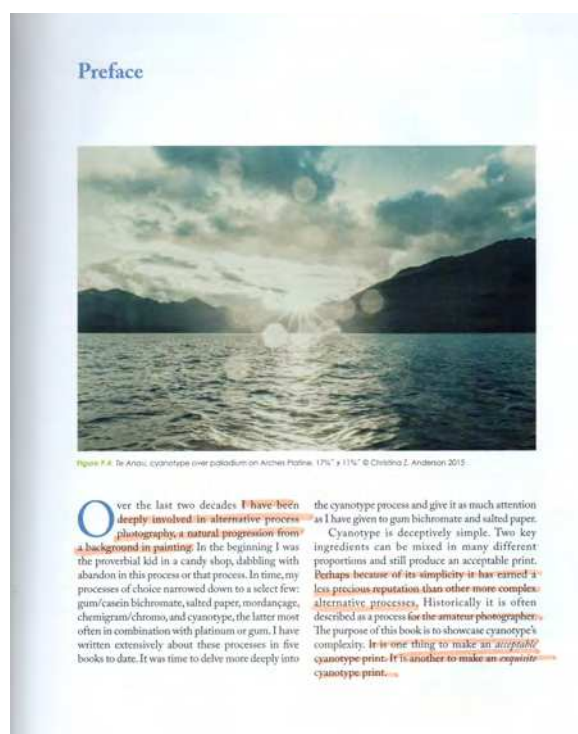 Preface
Figure P.4 Te Anau, cyanotype over palladium on Arches Platine, 17¾" x 11¾" © Christina Z. Anderson 2015.
Over the last two decades I have been
deeply involved in alternative process
photography, a natural progression from
a background in painting. In the beginning I was
the proverbial kid in a candy shop, dabbling with
abandon in this process or that process. In time, my
processes of choice narrowed down to a select few:
gum/casein bichromate, salted paper, mordançage,
chemigram/chromo, and cyanotype, the latter most
often in combination with platinum or gum. I have
written extensively about these processes in five
books to date. It was time to delve more deeply into
the cyanotype process and give it as much attention
as I have given to gum bichromate and salted paper.
Cyanotype is deceptively simple. Two key
ingredients can be mixed in many different
proportions and still produce an acceptable print.
Perhaps because of its simplicity it has earned a
less precious reputation than other more complex
alternative processes. Historically it is often
described as a process for the amateur photographer.
The purpose of this book is to showcase cyanotype's
complexity. It is one thing to make an acceptable
cyanotype print. It is another to make an exquisite
cyanotype print.